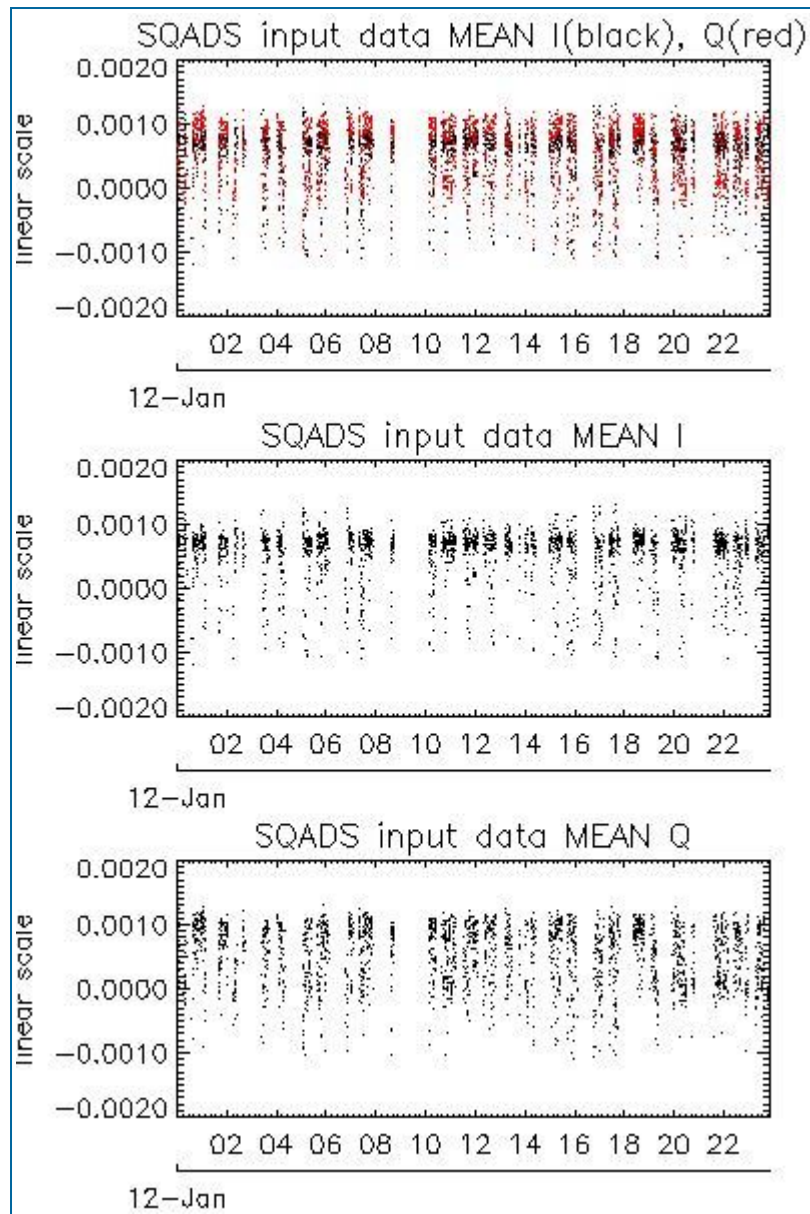 SQADS input data MEAN I(black), Q(red)
0.0020
0.0010
0.0000
−0.0010
−0.0020
linear scale
02 04 06 08 10 12 14 16 18 20 22
12-Jan
SQADS input data MEAN I
0.0020
0.0010
0.0000
−0.0010
−0.0020
linear scale
02 04 06 08 10 12 14 16 18 20 22
12-Jan
SQADS input data MEAN Q
0.0020
0.0010
0.0000
−0.0010
−0.0020
linear scale
02 04 06 08 10 12 14 16 18 20 22
12-Jan